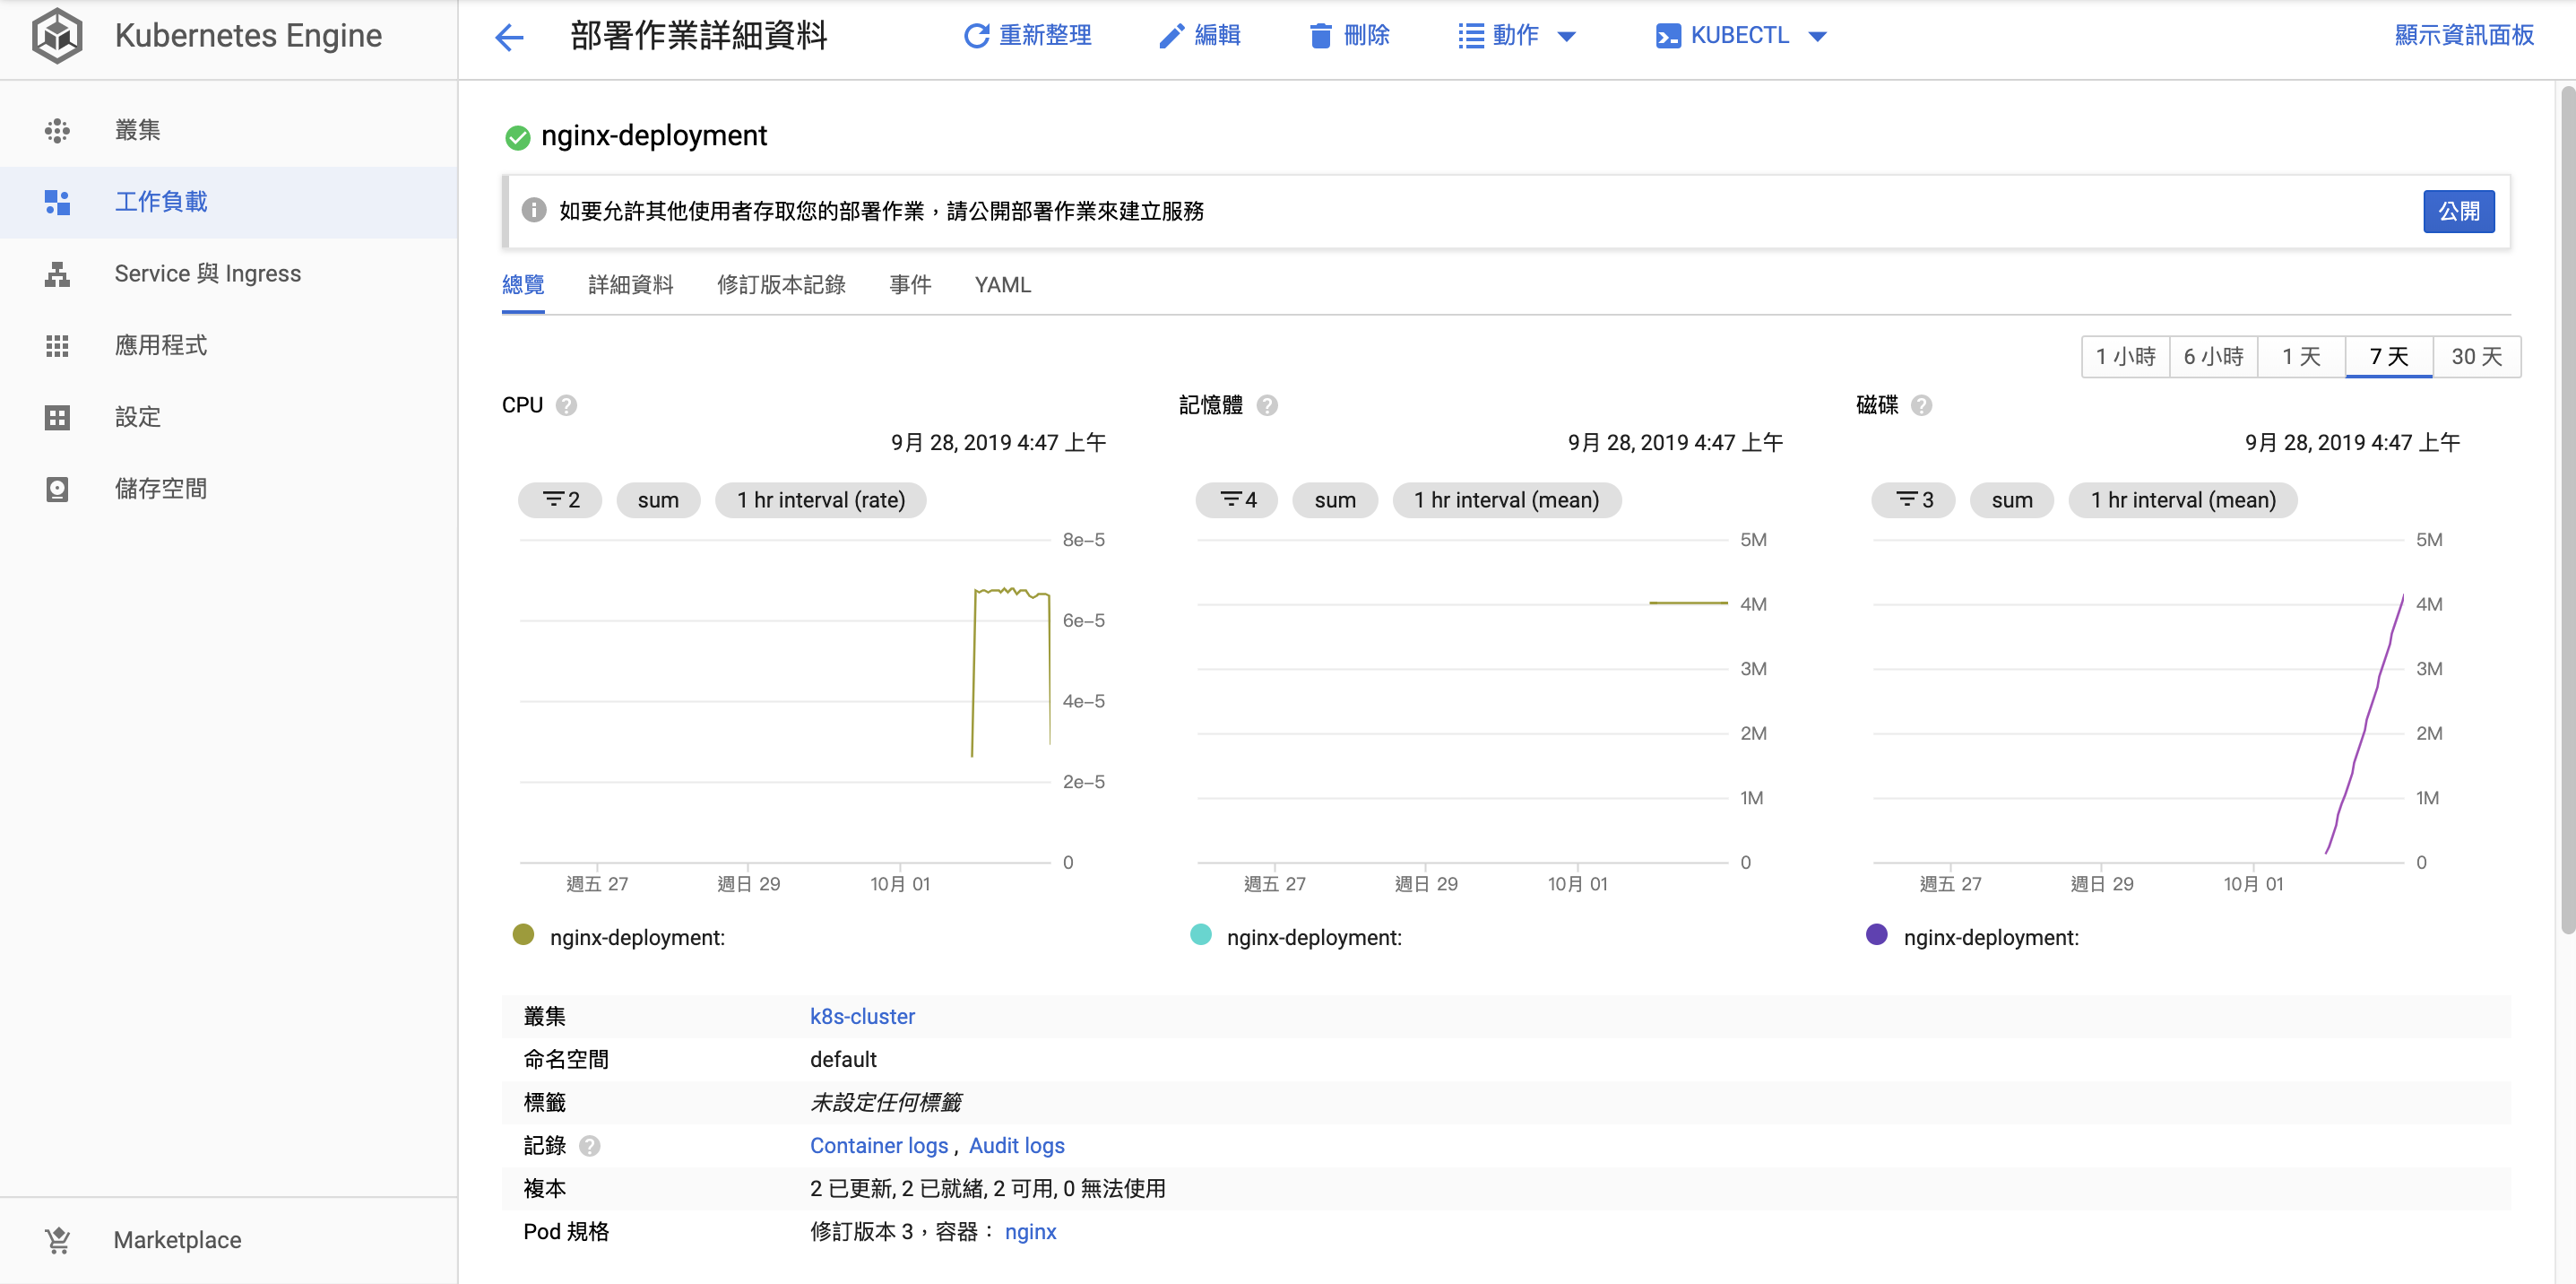 Kubernetes Engine
部署作業詳細資料
重新整理
編輯
刪除
動作
KUBECTL
顯示資訊面板
叢集
工作負載
Service 與 Ingress
應用程式
設定
儲存空間
Marketplace
nginx-deployment
如要允許其他使用者存取您的部署作業，請公開部署作業來建立服務
公開
總覽 詳細資料 修訂版本記錄 事件 YAML
1 小時 6 小時 1 天 7 天 30 天
CPU
9月 28, 2019 4:47 上午
2 sum 1 hr interval (rate)
8e-5
6e-5
4e-5
2e-5
0
週五 27 週日 29 10月 01
nginx-deployment:
記憶體
9月 28, 2019 4:47 上午
4 sum 1 hr interval (mean)
5M
4M
3M
2M
1M
0
週五 27 週日 29 10月 01
nginx-deployment:
磁碟
9月 28, 2019 4:47 上午
3 sum 1 hr interval (mean)
5M
4M
3M
2M
1M
0
週五 27 週日 29 10月 01
nginx-deployment:
叢集 k8s-cluster
命名空間 default
標籤 未設定任何標籤
記錄 Container logs , Audit logs
複本 2 已更新, 2 已就緒, 2 可用, 0 無法使用
Pod 規格 修訂版本 3，容器： nginx